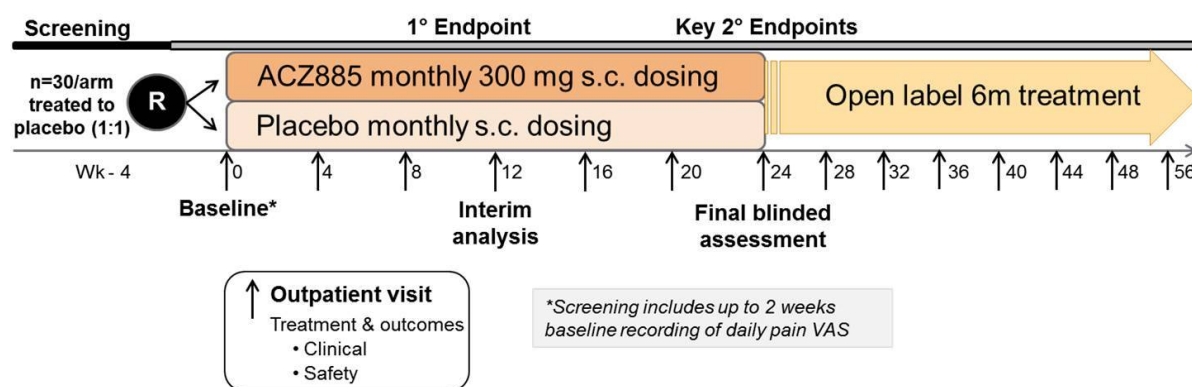 Screening
1° Endpoint
Key 2° Endpoints
n=30/arm
treated to
placebo (1:1)
R
ACZ885 monthly 300 mg s.c. dosing
Placebo monthly s.c. dosing
Open label 6m treatment
Wk - 4
0
4
8
12
16
20
24
28
32
36
40
44
48
56
Baseline*
Interim
analysis
Final blinded
assessment
Outpatient visit
Treatment & outcomes
• Clinical
• Safety
*Screening includes up to 2 weeks
baseline recording of daily pain VAS